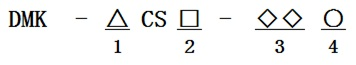 DMK - △ CS □ - ◇◇ ○
1 2 3 4